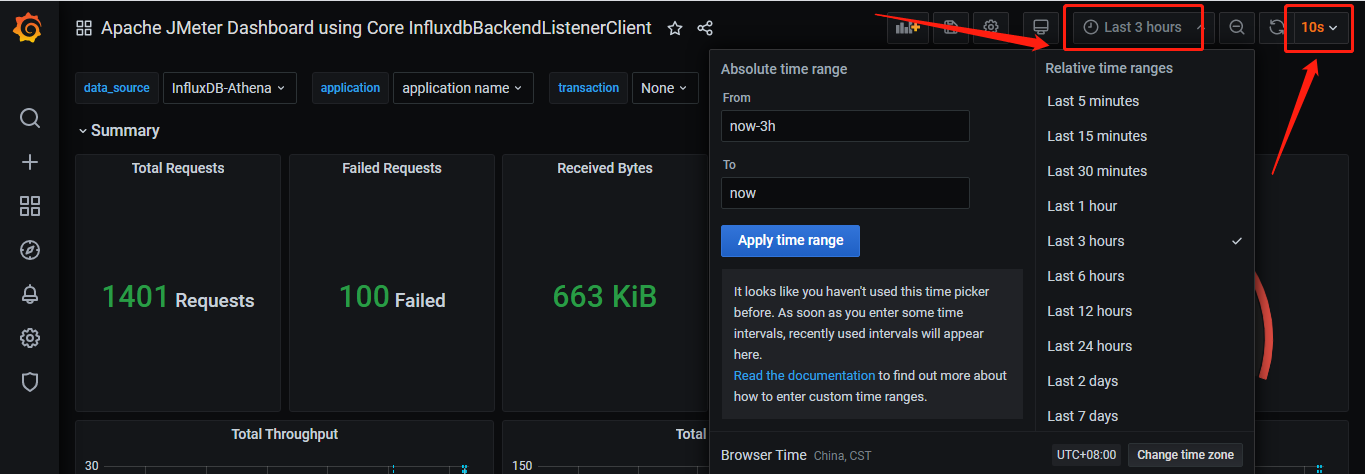 Apache JMeter Dashboard using Core InfluxdbBackendListenerClient
Last 3 hours
10s
data_source
InfluxDB-Athena
application
application name
transaction
None
Summary
Total Requests
1401 Requests
Failed Requests
100 Failed
Received Bytes
663 KiB
Total Throughput
30
Total
150
Absolute time range
From
now-3h
To
now
Apply time range
It looks like you haven't used this time picker
before. As soon as you enter some time
intervals, recently used intervals will appear
here.
Read the documentation to find out more about
how to enter custom time ranges.
Relative time ranges
Last 5 minutes
Last 15 minutes
Last 30 minutes
Last 1 hour
Last 3 hours
Last 6 hours
Last 12 hours
Last 24 hours
Last 2 days
Last 7 days
Browser Time China, CST
UTC+08:00
Change time zone